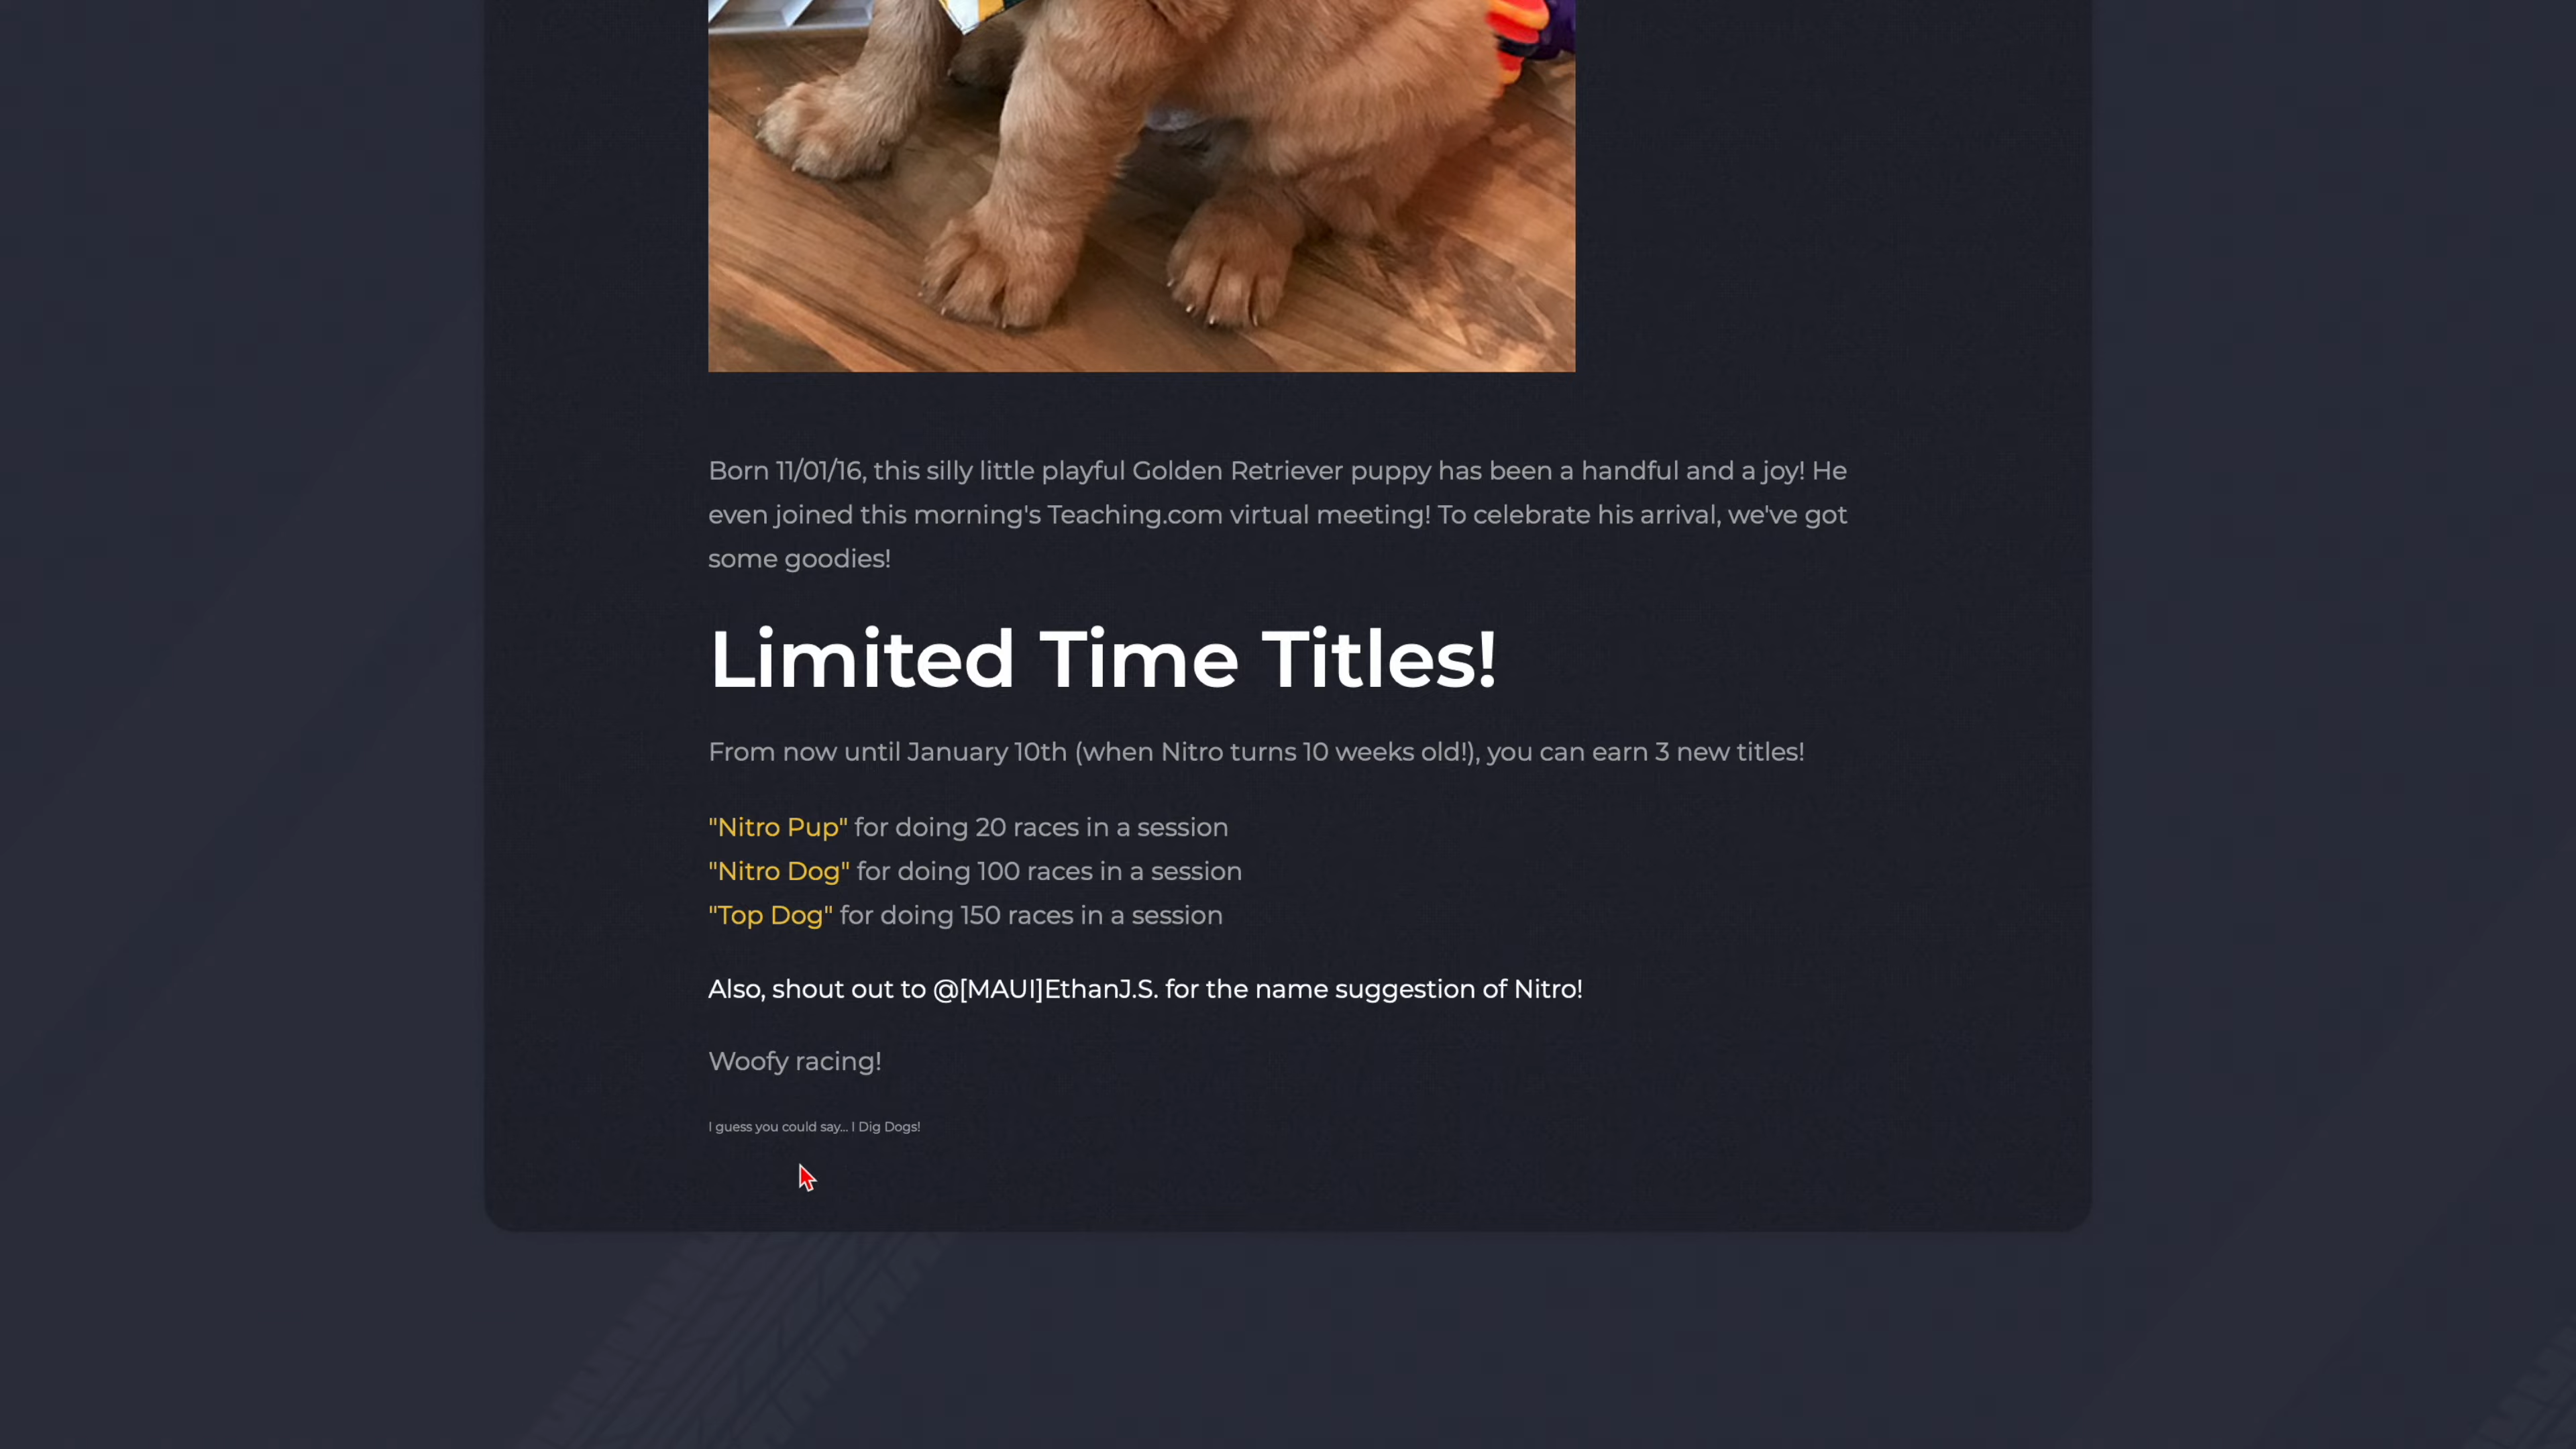 Born 11/01/16, this silly little playful Golden Retriever puppy has been a handful and a joy! He
even joined this morning's Teaching.com virtual meeting! To celebrate his arrival, we've got
some goodies!
Limited Time Titles!
From now until January 10th (when Nitro turns 10 weeks old!), you can earn 3 new titles!
"Nitro Pup" for doing 20 races in a session
"Nitro Dog" for doing 100 races in a session
"Top Dog" for doing 150 races in a session
Also, shout out to @[MAUI]EthanJ.S. for the name suggestion of Nitro!
Woofy racing!
I guess you could say... I Dig Dogs!